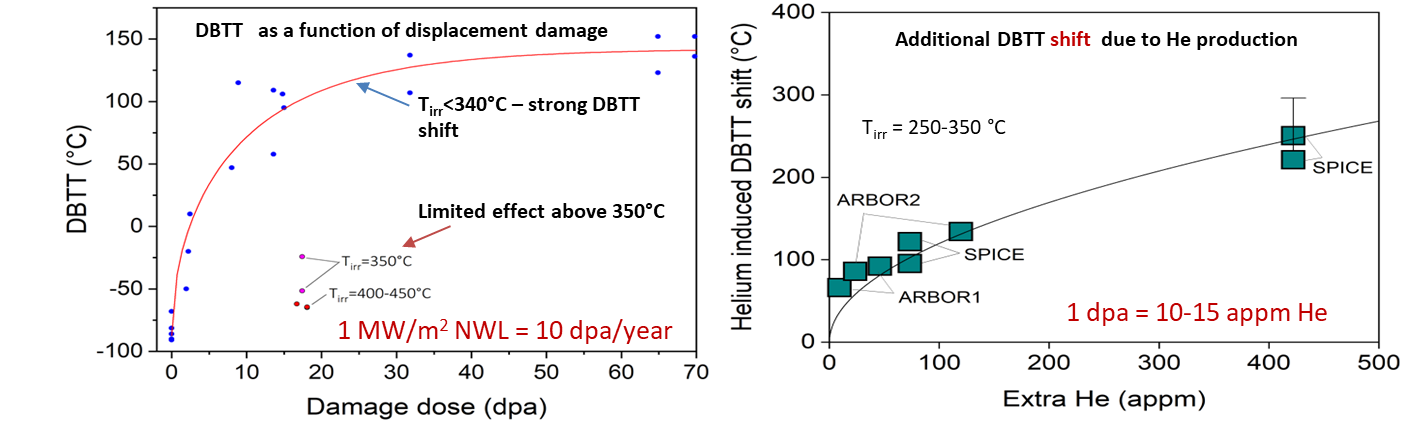 DBTT as a function of displacement damage
DBTT (°C)
150
100
50
0
-50
-100
T_irr<340°C – strong DBTT
shift
Limited effect above 350°C
T_irr=350°C
T_irr=400-450°C
1 MW/m² NWL = 10 dpa/year
0
10
20
30
40
50
60
70
Damage dose (dpa)
Additional DBTT shift due to He production
Helium induced DBTT shift (°C)
400
300
200
100
0
T_irr = 250-350 °C
SPICE
ARBOR2
SPICE
ARBOR1
1 dpa = 10-15 appm He
0
100
200
300
400
500
Extra He (appm)